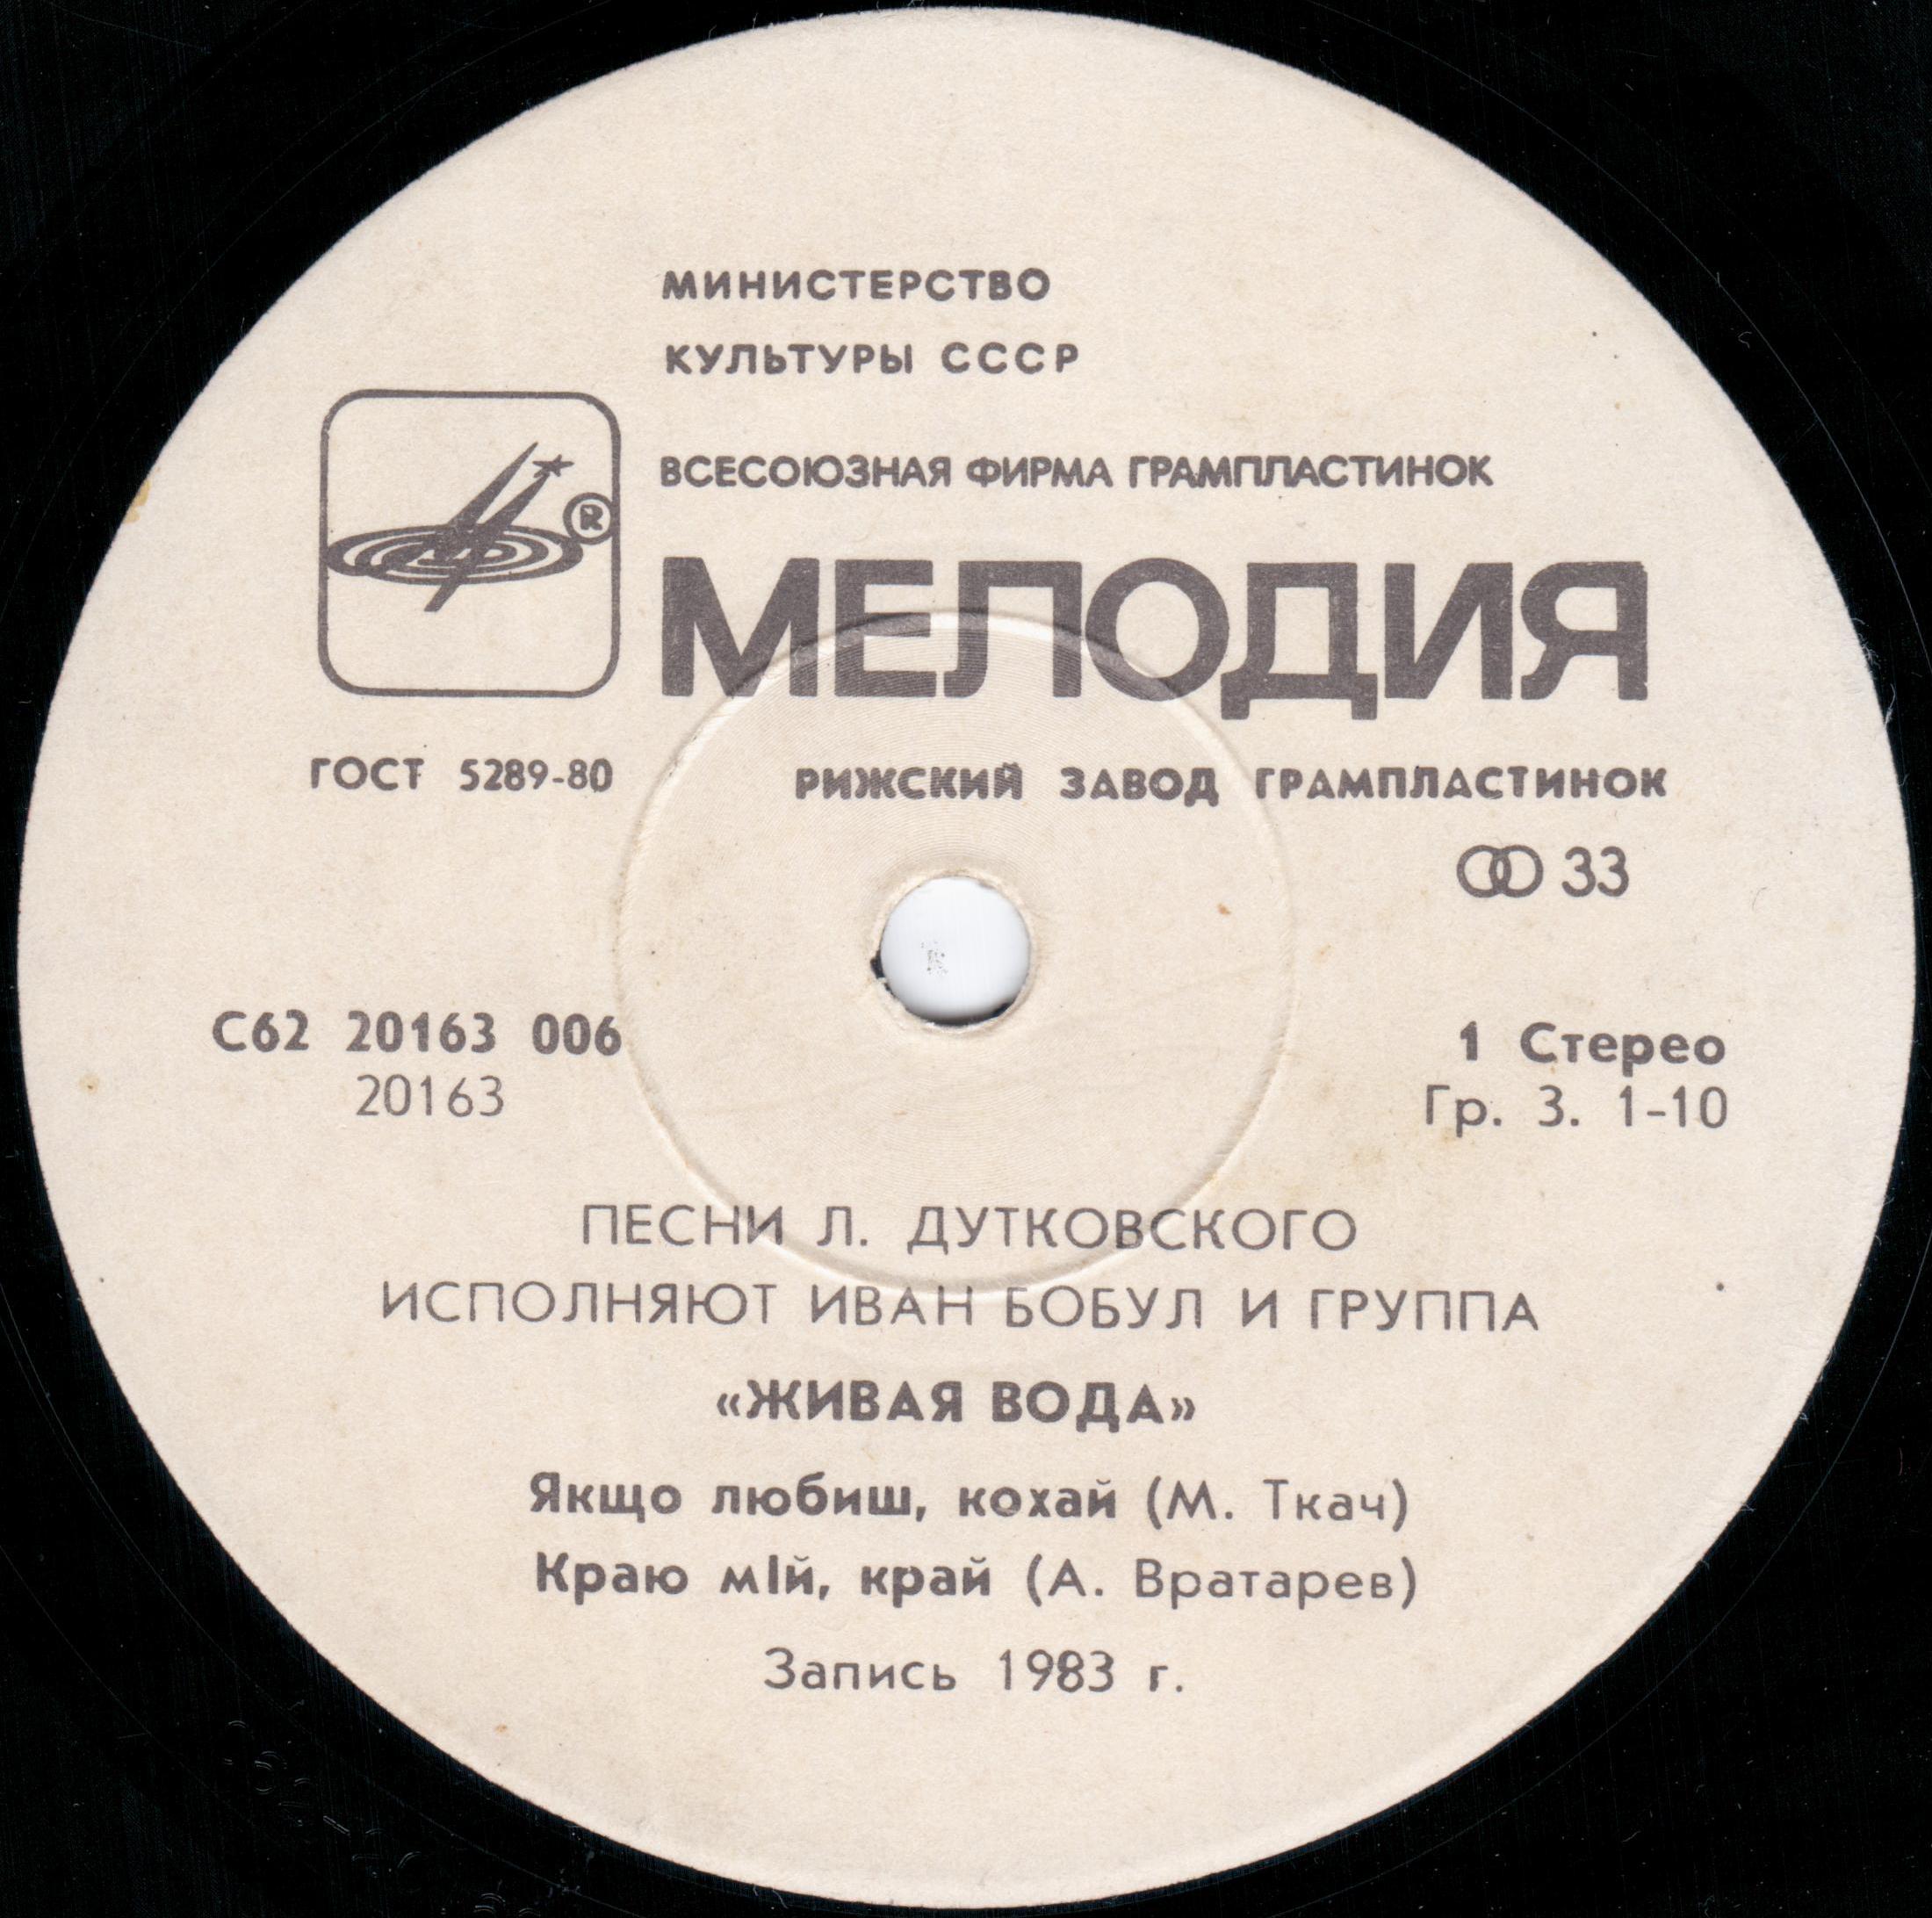 МИНИСТЕРСТВО
КУЛЬТУРЫ СССР
ВСЕСОЮЗНАЯ ФИРМА ГРАМПЛАСТИНОК
®
МЕЛОДИЯ
ГОСТ 5289-80
РИЖСКИЙ ЗАВОД ГРАМПЛАСТИНОК
33
С62 20163 006
1 Стерео
20163
Гр. 3. 1-10
ПЕСНИ Л. ДУТКОВСКОГО
ИСПОЛНЯЮТ ИВАН БОБУЛ И ГРУППА
«ЖИВАЯ ВОДА»
Якщо любиш, кохай (М. Ткач)
Краю мІй, край (А. Вратарев)
Запись 1983 г.